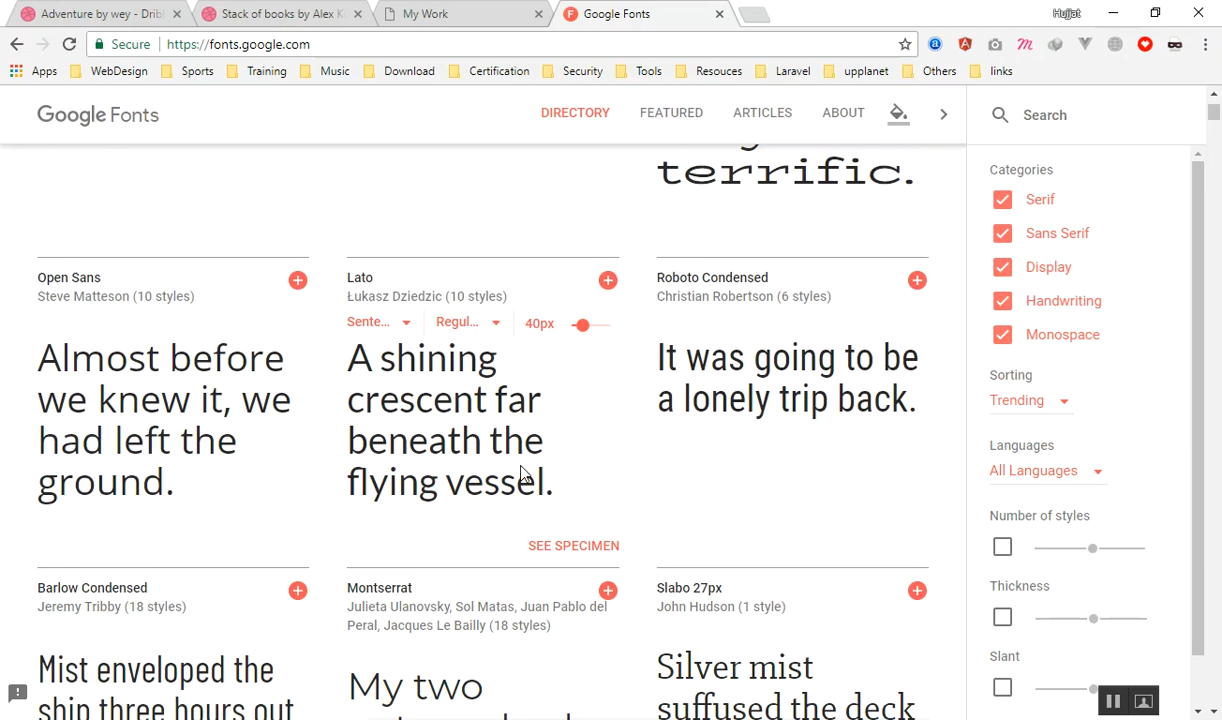 Adventure by wey - Dribl
Stack of books by Alex K
My Work
Google Fonts
Hujjat
Secure
https://fonts.google.com
Apps
WebDesign
Sports
Training
Music
Download
Certification
Security
Tools
Resouces
Laravel
upplanet
Others
links
Google Fonts
DIRECTORY
FEATURED
ARTICLES
ABOUT
Search
terrific.
Open Sans
Steve Matteson (10 styles)
Almost before
we knew it, we
had left the
ground.
Lato
Łukasz Dziedzic (10 styles)
Sente...
Regul...
40px
A shining
crescent far
beneath the
flying vessel.
SEE SPECIMEN
Roboto Condensed
Christian Robertson (6 styles)
It was going to be
a lonely trip back.
Barlow Condensed
Jeremy Tribby (18 styles)
Mist enveloped the
ship three hours out
Montserrat
Julieta Ulanovsky, Sol Matas, Juan Pablo del
Peral, Jacques Le Bailly (18 styles)
My two
Slabo 27px
John Hudson (1 style)
Silver mist
suffused the deck
Categories
Serif
Sans Serif
Display
Handwriting
Monospace
Sorting
Trending
Languages
All Languages
Number of styles
Thickness
Slant